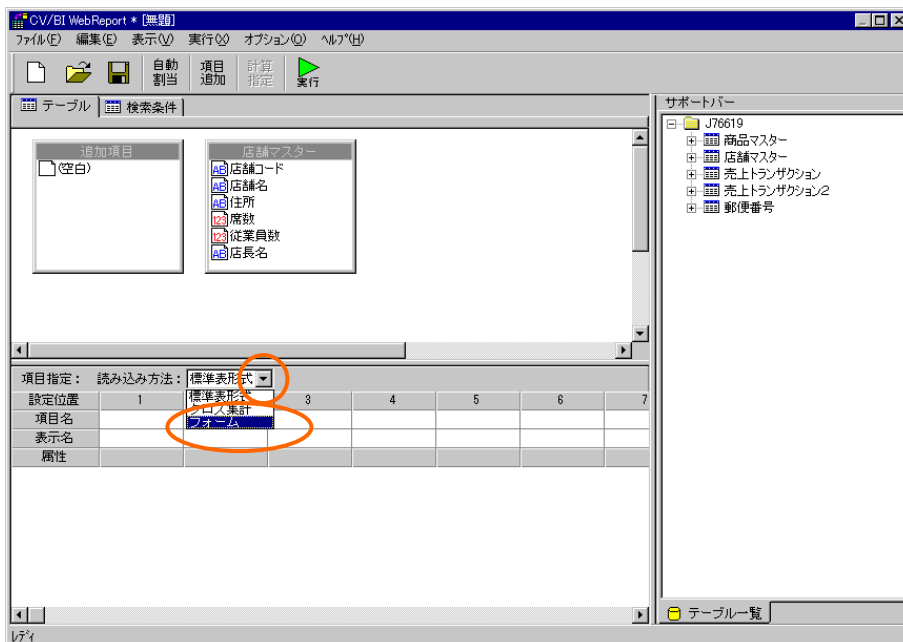 CV/BI WebReport * [無題]
ファイル(F) 編集(E) 表示(V) 実行(X) オプション(O) ヘルプ(H)
自動割当 項目追加 計算指定 実行
テーブル 検索条件
追加項目
(空白)
店舗マスター
店舗コード
店舗名
住所
席数
従業員数
店長名
サポートバー
J76619
商品マスター
店舗マスター
売上トランザクション
売上トランザクション2
郵便番号
項目指定： 読み込み方法： 標準表形式
標準表形式
クロス集計
フォーム
設定位置 1 3 4 5 6 7
項目名
表示名
属性
テーブル一覧
レディ